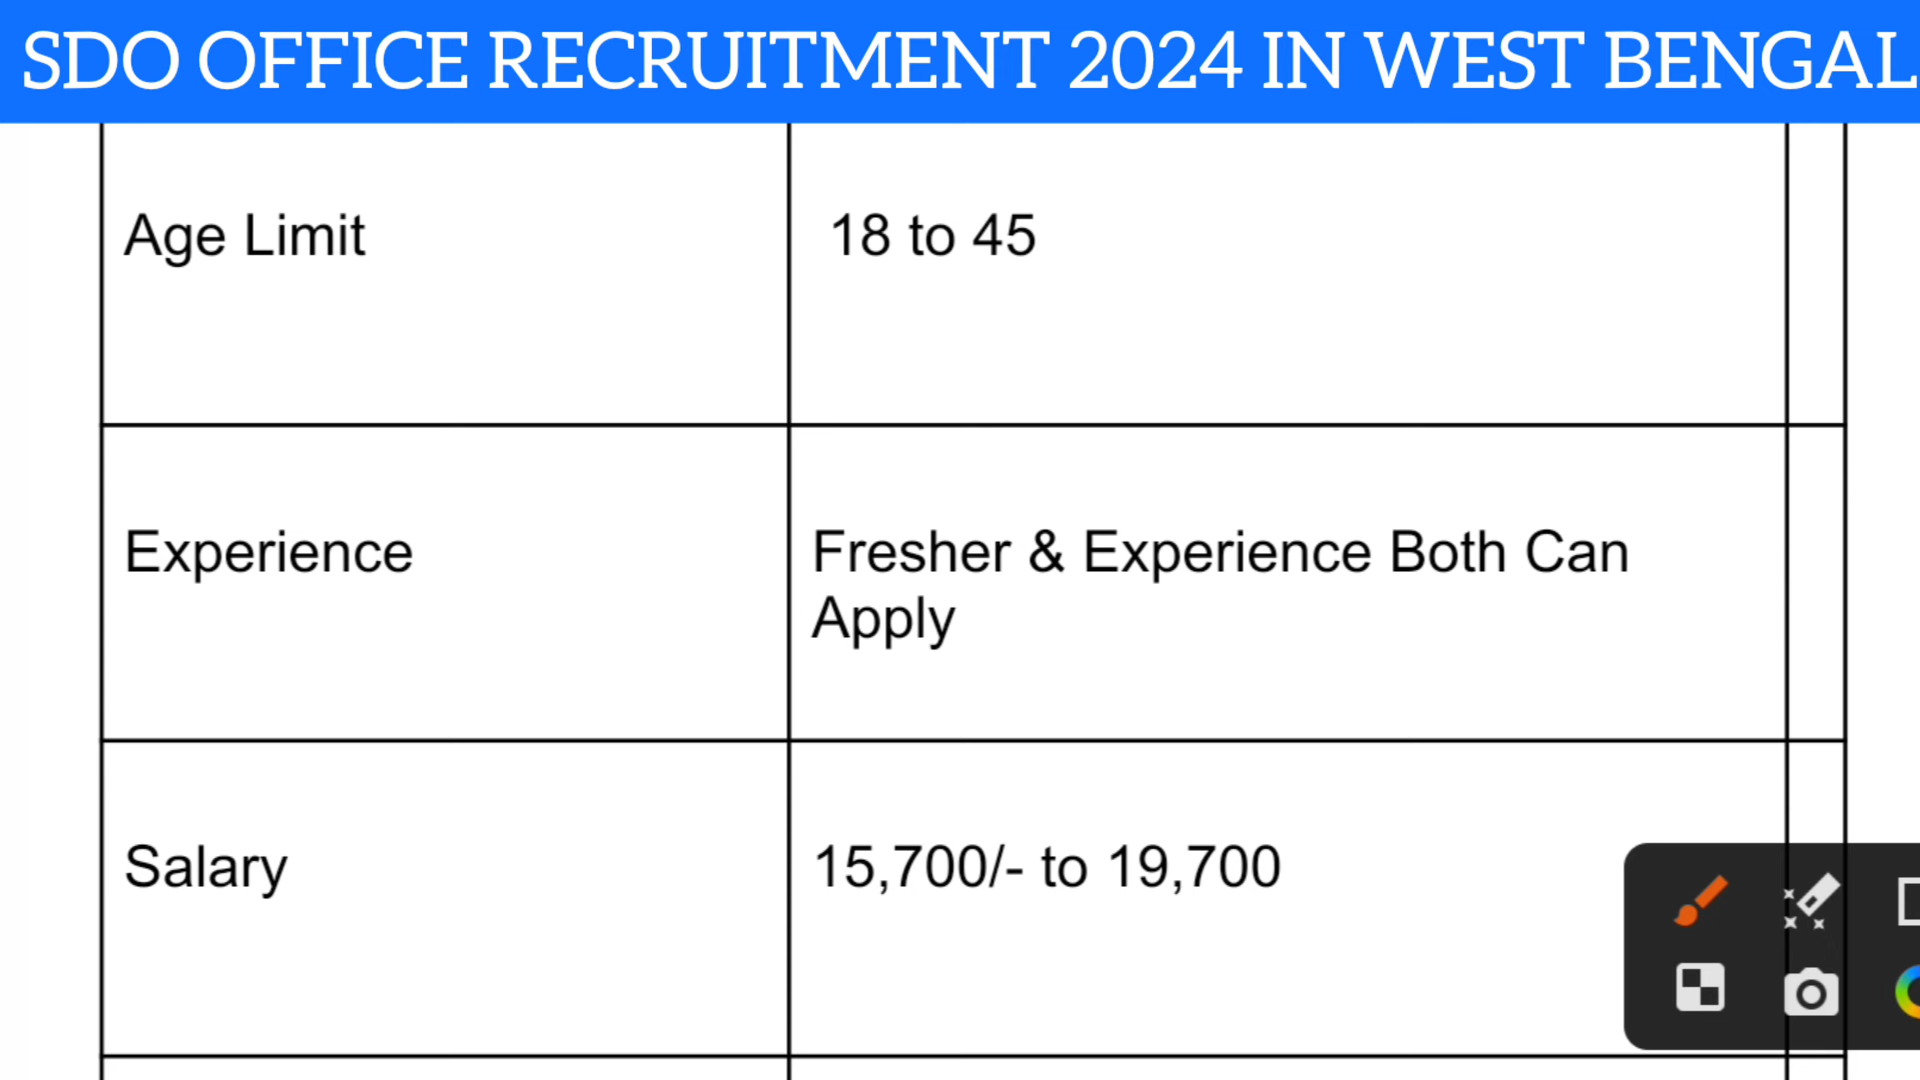 SDO OFFICE RECRUITMENT 2024 IN WEST BENGAL
Age Limit
18 to 45
Experience
Fresher & Experience Both Can
Apply
Salary
15,700/- to 19,700